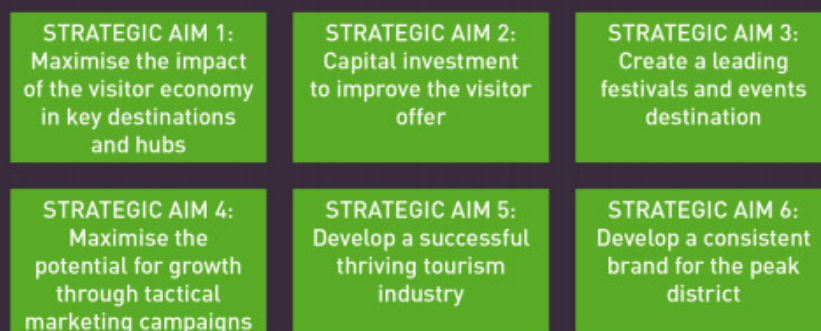 STRATEGIC AIM 1:
Maximise the impact
of the visitor economy
in key destinations
and hubs
STRATEGIC AIM 2:
Capital investment
to improve the visitor
offer
STRATEGIC AIM 3:
Create a leading
festivals and events
destination
STRATEGIC AIM 4:
Maximise the
potential for growth
through tactical
marketing campaigns
STRATEGIC AIM 5:
Develop a successful
thriving tourism
industry
STRATEGIC AIM 6:
Develop a consistent
brand for the peak
district